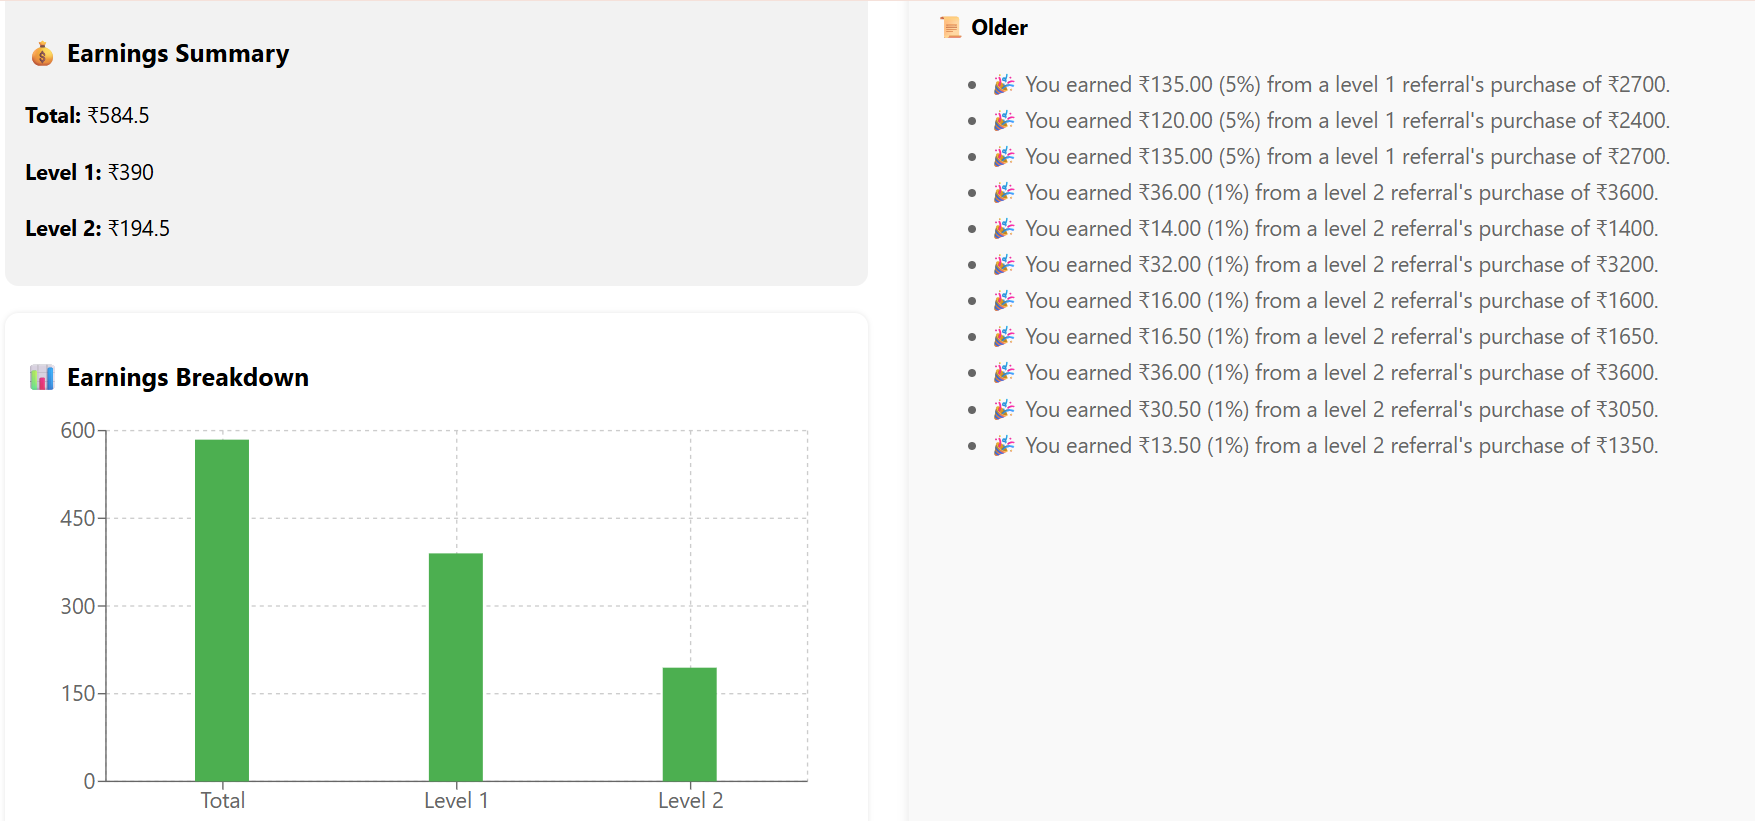 💰 Earnings Summary
Total: ₹584.5
Level 1: ₹390
Level 2: ₹194.5
📊 Earnings Breakdown
600
450
300
150
0
Total
Level 1
Level 2
📜 Older
• 🎉 You earned ₹135.00 (5%) from a level 1 referral's purchase of ₹2700.
• 🎉 You earned ₹120.00 (5%) from a level 1 referral's purchase of ₹2400.
• 🎉 You earned ₹135.00 (5%) from a level 1 referral's purchase of ₹2700.
• 🎉 You earned ₹36.00 (1%) from a level 2 referral's purchase of ₹3600.
• 🎉 You earned ₹14.00 (1%) from a level 2 referral's purchase of ₹1400.
• 🎉 You earned ₹32.00 (1%) from a level 2 referral's purchase of ₹3200.
• 🎉 You earned ₹16.00 (1%) from a level 2 referral's purchase of ₹1600.
• 🎉 You earned ₹16.50 (1%) from a level 2 referral's purchase of ₹1650.
• 🎉 You earned ₹36.00 (1%) from a level 2 referral's purchase of ₹3600.
• 🎉 You earned ₹30.50 (1%) from a level 2 referral's purchase of ₹3050.
• 🎉 You earned ₹13.50 (1%) from a level 2 referral's purchase of ₹1350.